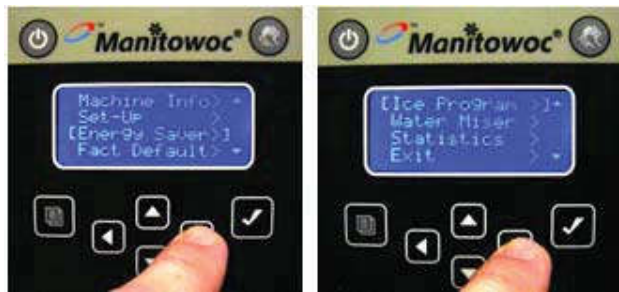 Manitowoc®
Machine Info> ▲
Set-Up >
[Energy Saver>]
Fact Default> ▼
Manitowoc®
[Ice Program >]▲
Water Miser >
Statistics >
Exit > ▼